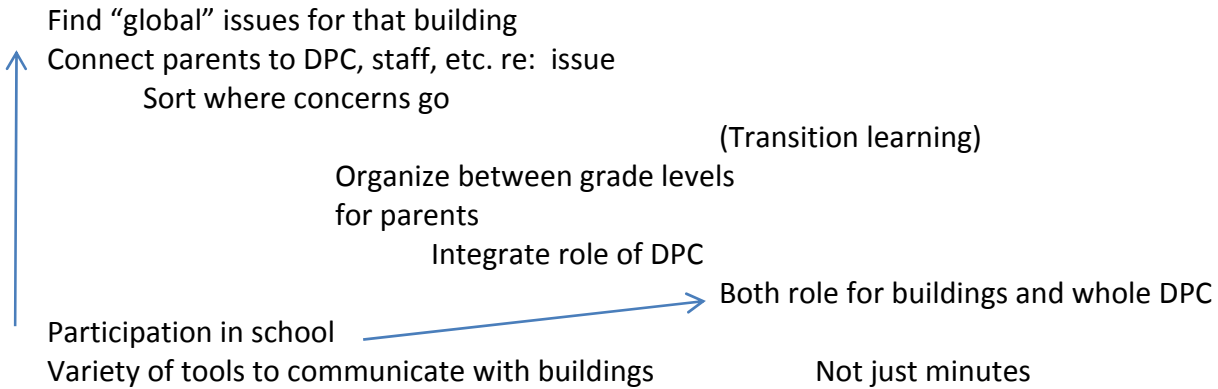 Find “global” issues for that building
Connect parents to DPC, staff, etc. re: issue
Sort where concerns go
(Transition learning)
Organize between grade levels
for parents
Integrate role of DPC
Both role for buildings and whole DPC
Participation in school
Variety of tools to communicate with buildings Not just minutes